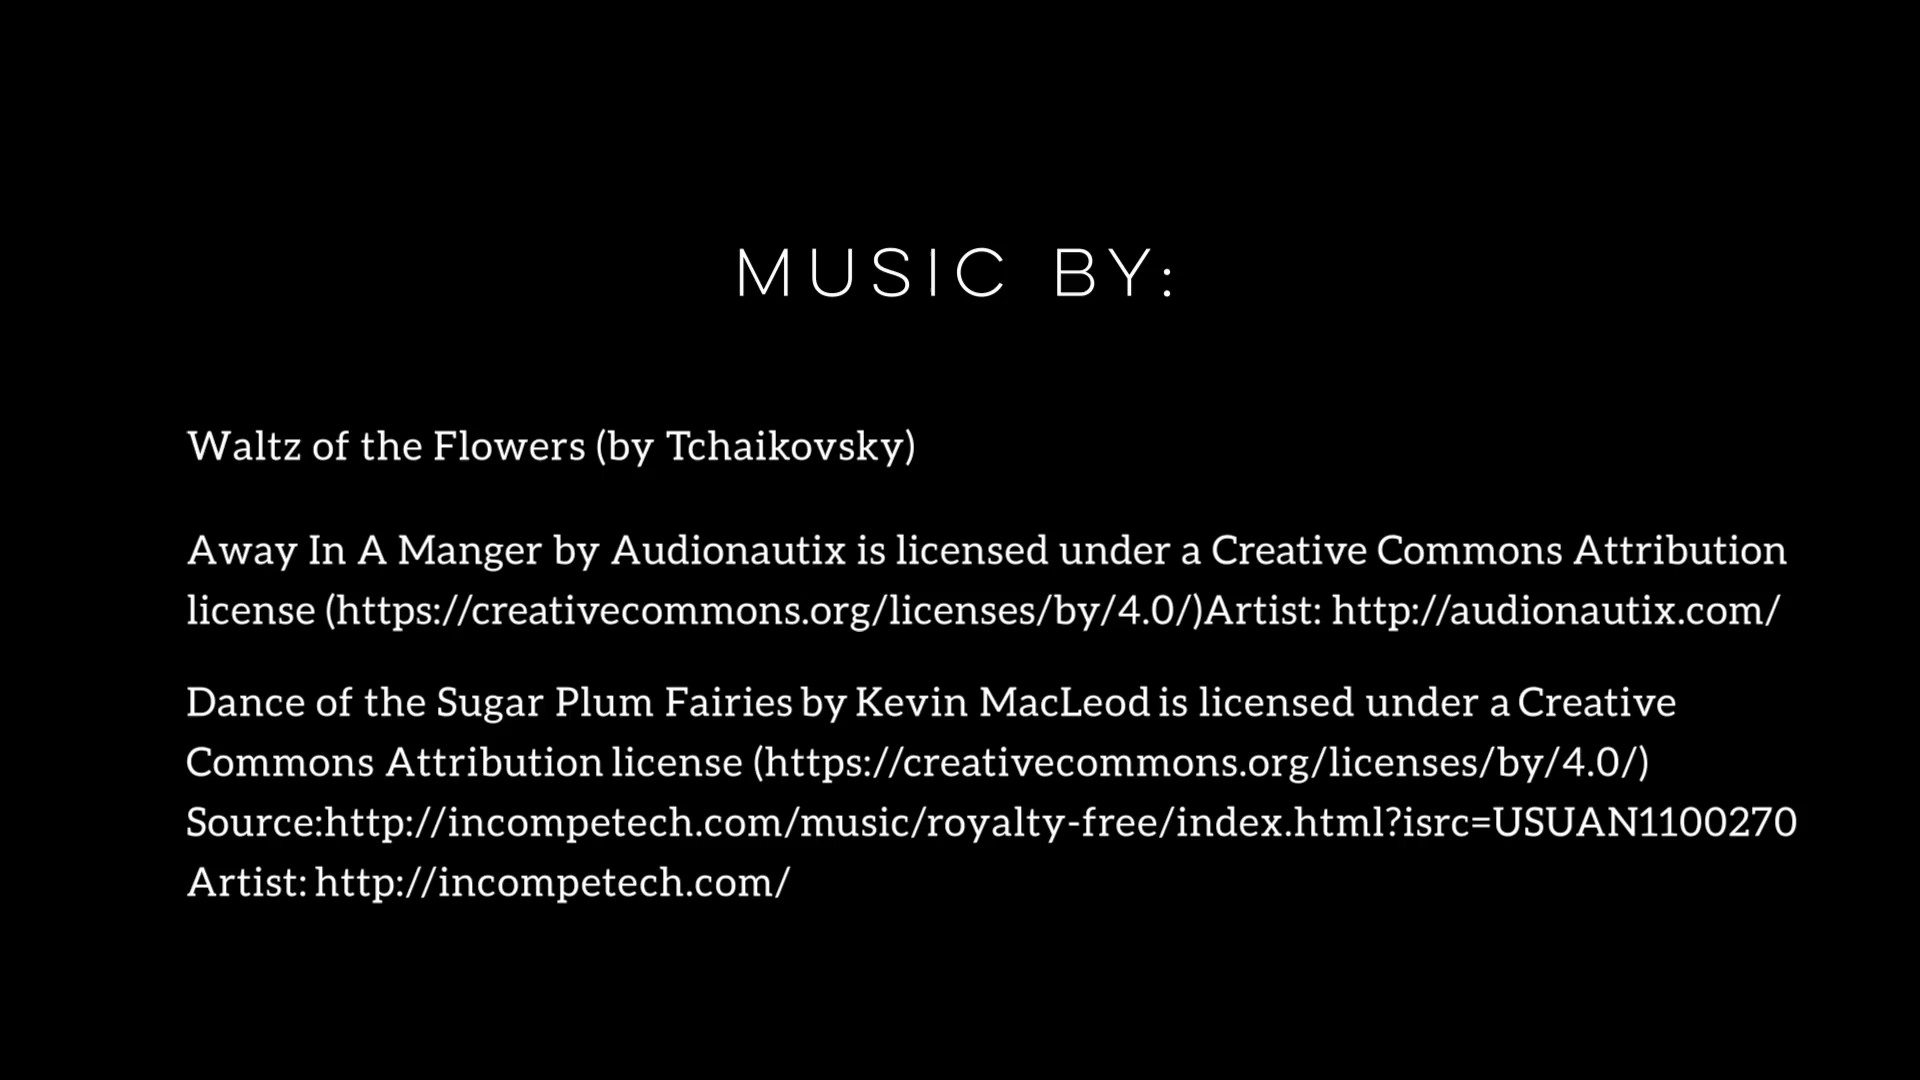 MUSIC BY:
Waltz of the Flowers (by Tchaikovsky)
Away In A Manger by Audionautix is licensed under a Creative Commons Attribution
license (https://creativecommons.org/licenses/by/4.0/)Artist: http://audionautix.com/
Dance of the Sugar Plum Fairies by Kevin MacLeod is licensed under a Creative
Commons Attribution license (https://creativecommons.org/licenses/by/4.0/)
Source:http://incompetech.com/music/royalty-free/index.html?isrc=USUAN1100270
Artist: http://incompetech.com/